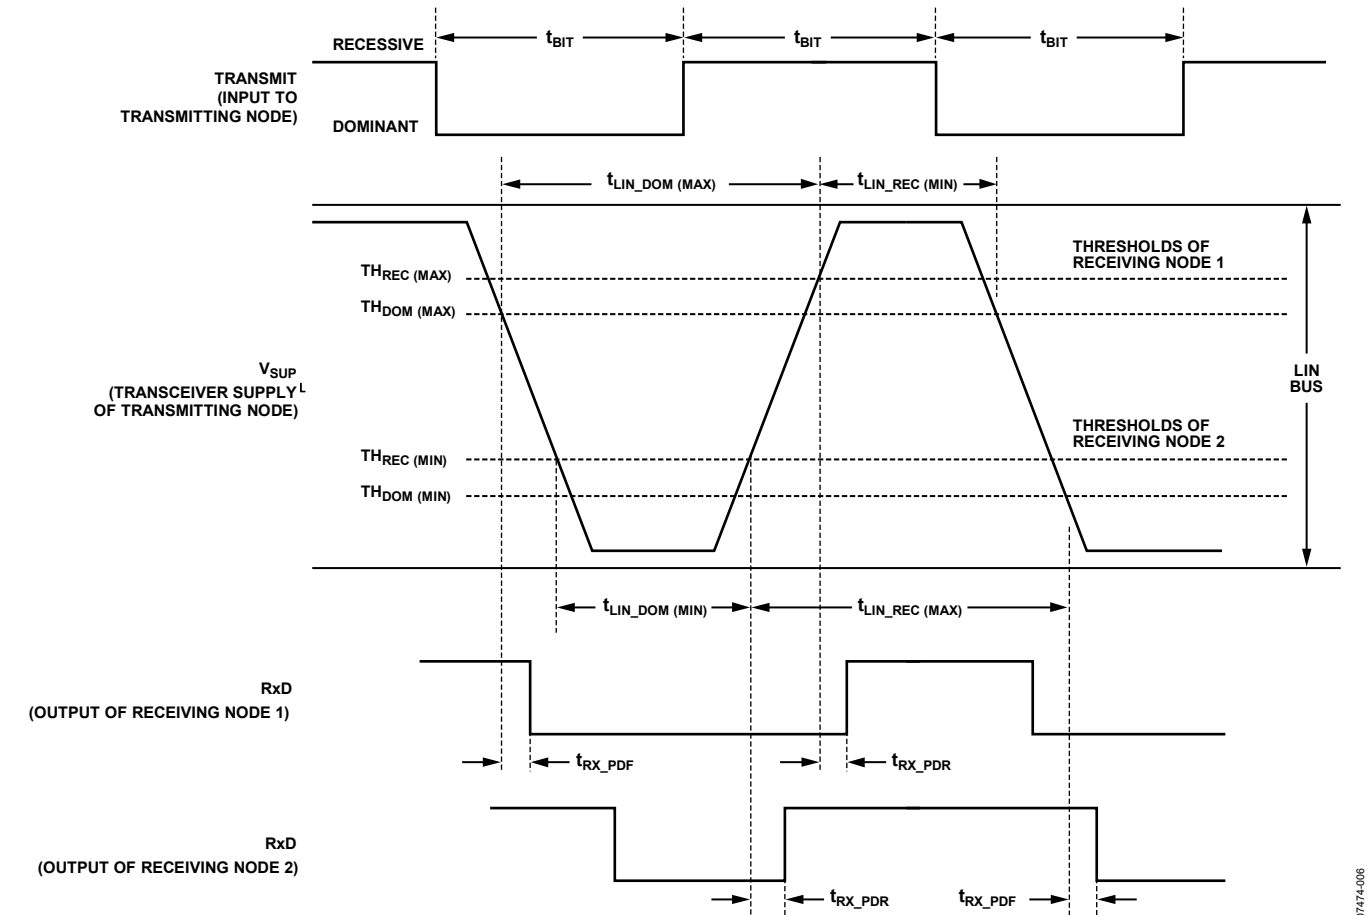 RECESSIVE
tBIT
tBIT
tBIT
TRANSMIT
(INPUT TO
TRANSMITTING NODE)
DOMINANT
tLIN_DOM (MAX)
tLIN_REC (MIN)
THRESHOLDS OF
RECEIVING NODE 1
THREC (MAX)
THDOM (MAX)
VSUP
(TRANSCEIVER SUPPLY L
OF TRANSMITTING NODE)
LIN
BUS
THRESHOLDS OF
RECEIVING NODE 2
THREC (MIN)
THDOM (MIN)
tLIN_DOM (MIN)
tLIN_REC (MAX)
RxD
(OUTPUT OF RECEIVING NODE 1)
tRX_PDF
tRX_PDR
RxD
(OUTPUT OF RECEIVING NODE 2)
tRX_PDR
tRX_PDF